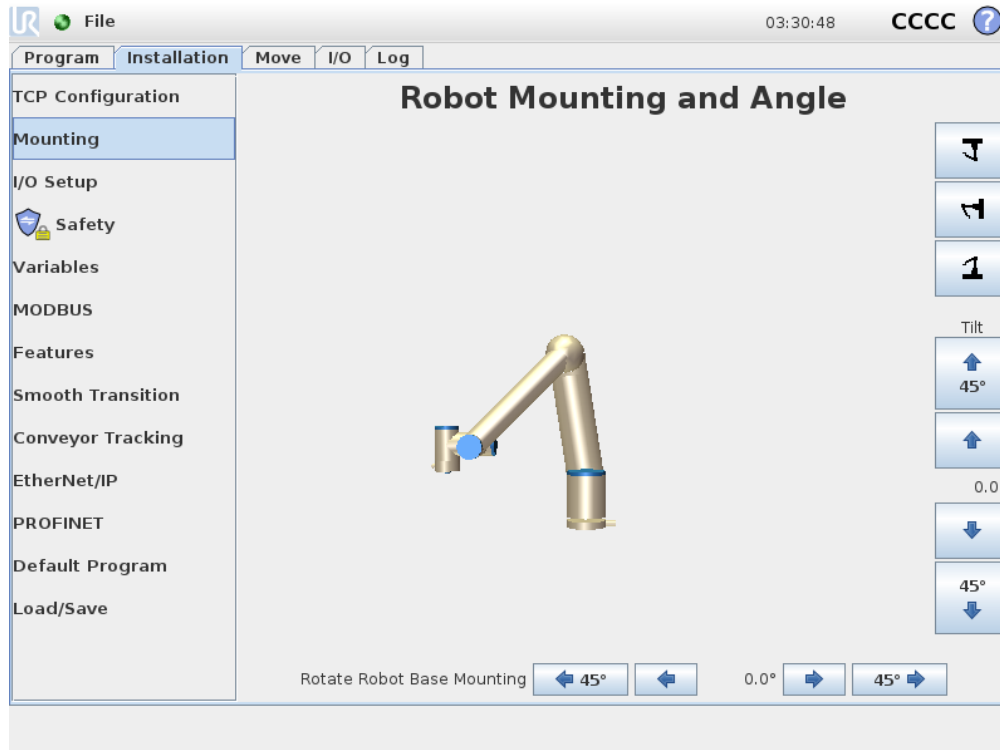 UR
File
03:30:48
CCCC
?
Program
Installation
Move
I/O
Log
TCP Configuration
Mounting
I/O Setup
Safety
Variables
MODBUS
Features
Smooth Transition
Conveyor Tracking
EtherNet/IP
PROFINET
Default Program
Load/Save
Robot Mounting and Angle
Tilt
45°
0.0
45°
Rotate Robot Base Mounting
45°
0.0°
45°